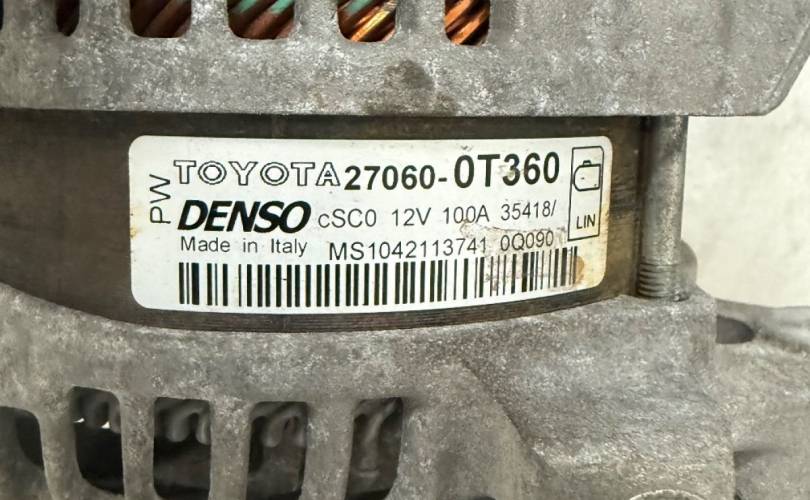 PW
TOYOTA 27060-0T360
DENSO cSC0 12V 100A 35418/
LIN
Made in Italy MS1042113741 0Q090